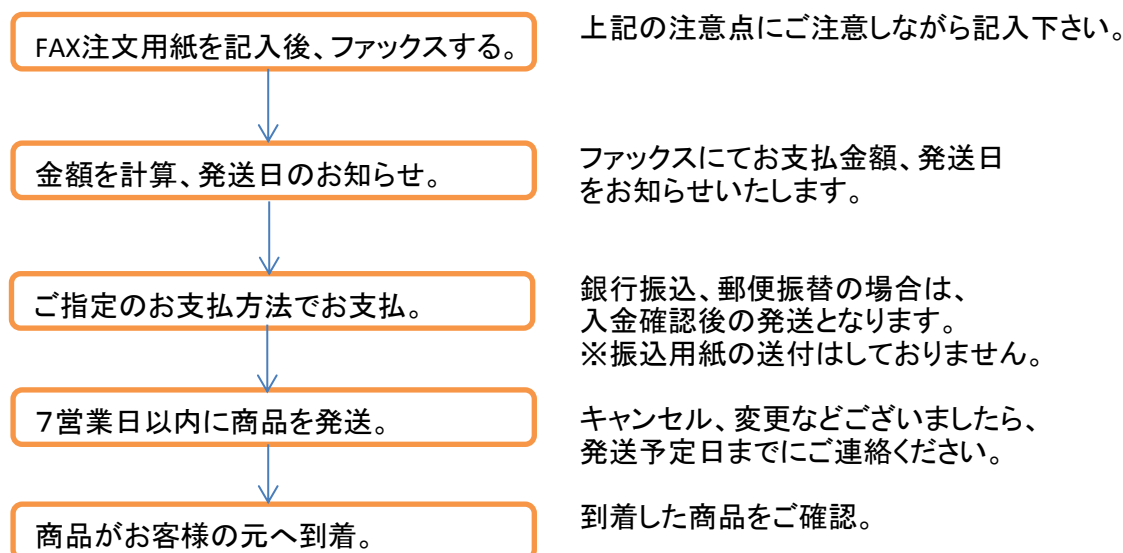 FAX注文用紙を記入後、ファックスする。
上記の注意点にご注意しながら記入下さい。
金額を計算、発送日のお知らせ。
ファックスにてお支払金額、発送日
をお知らせいたします。
ご指定のお支払方法でお支払。
銀行振込、郵便振替の場合は、
入金確認後の発送となります。
※振込用紙の送付はしておりません。
７営業日以内に商品を発送。
キャンセル、変更などございましたら、
発送予定日までにご連絡ください。
商品がお客様の元へ到着。
到着した商品をご確認。